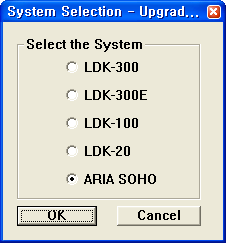 System Selection - Upgrad...
Select the System
LDK-300
LDK-300E
LDK-100
LDK-20
ARIA SOHO
OK
Cancel